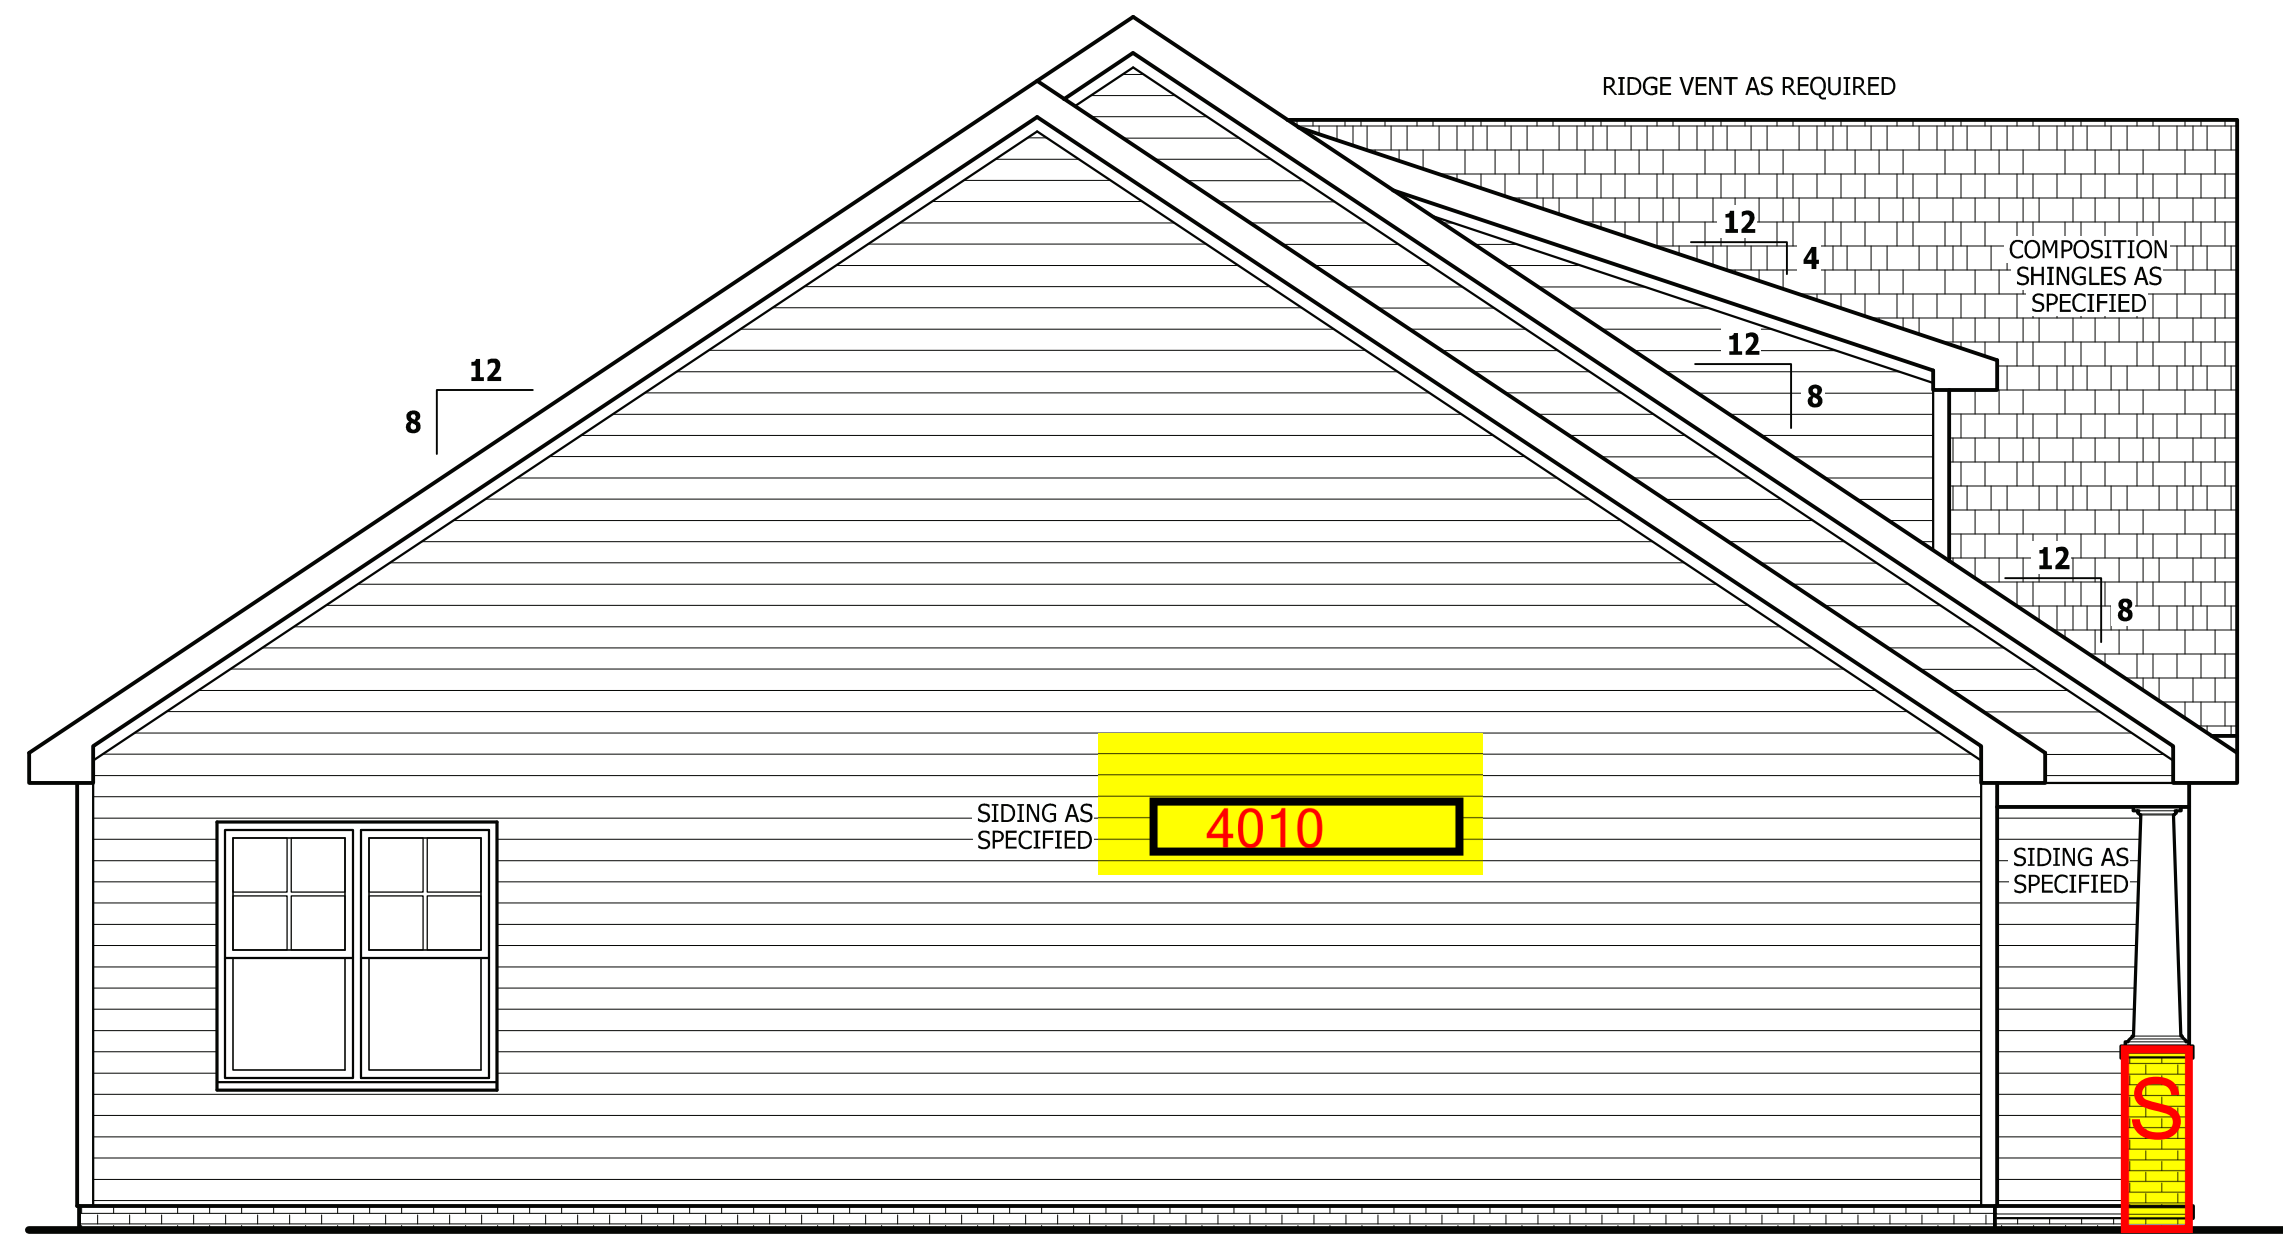 RIDGE VENT AS REQUIRED
12
4
COMPOSITION
SHINGLES AS
SPECIFIED
12
8
12
8
12
8
SIDING AS
SPECIFIED
4010
SIDING AS
SPECIFIED
S